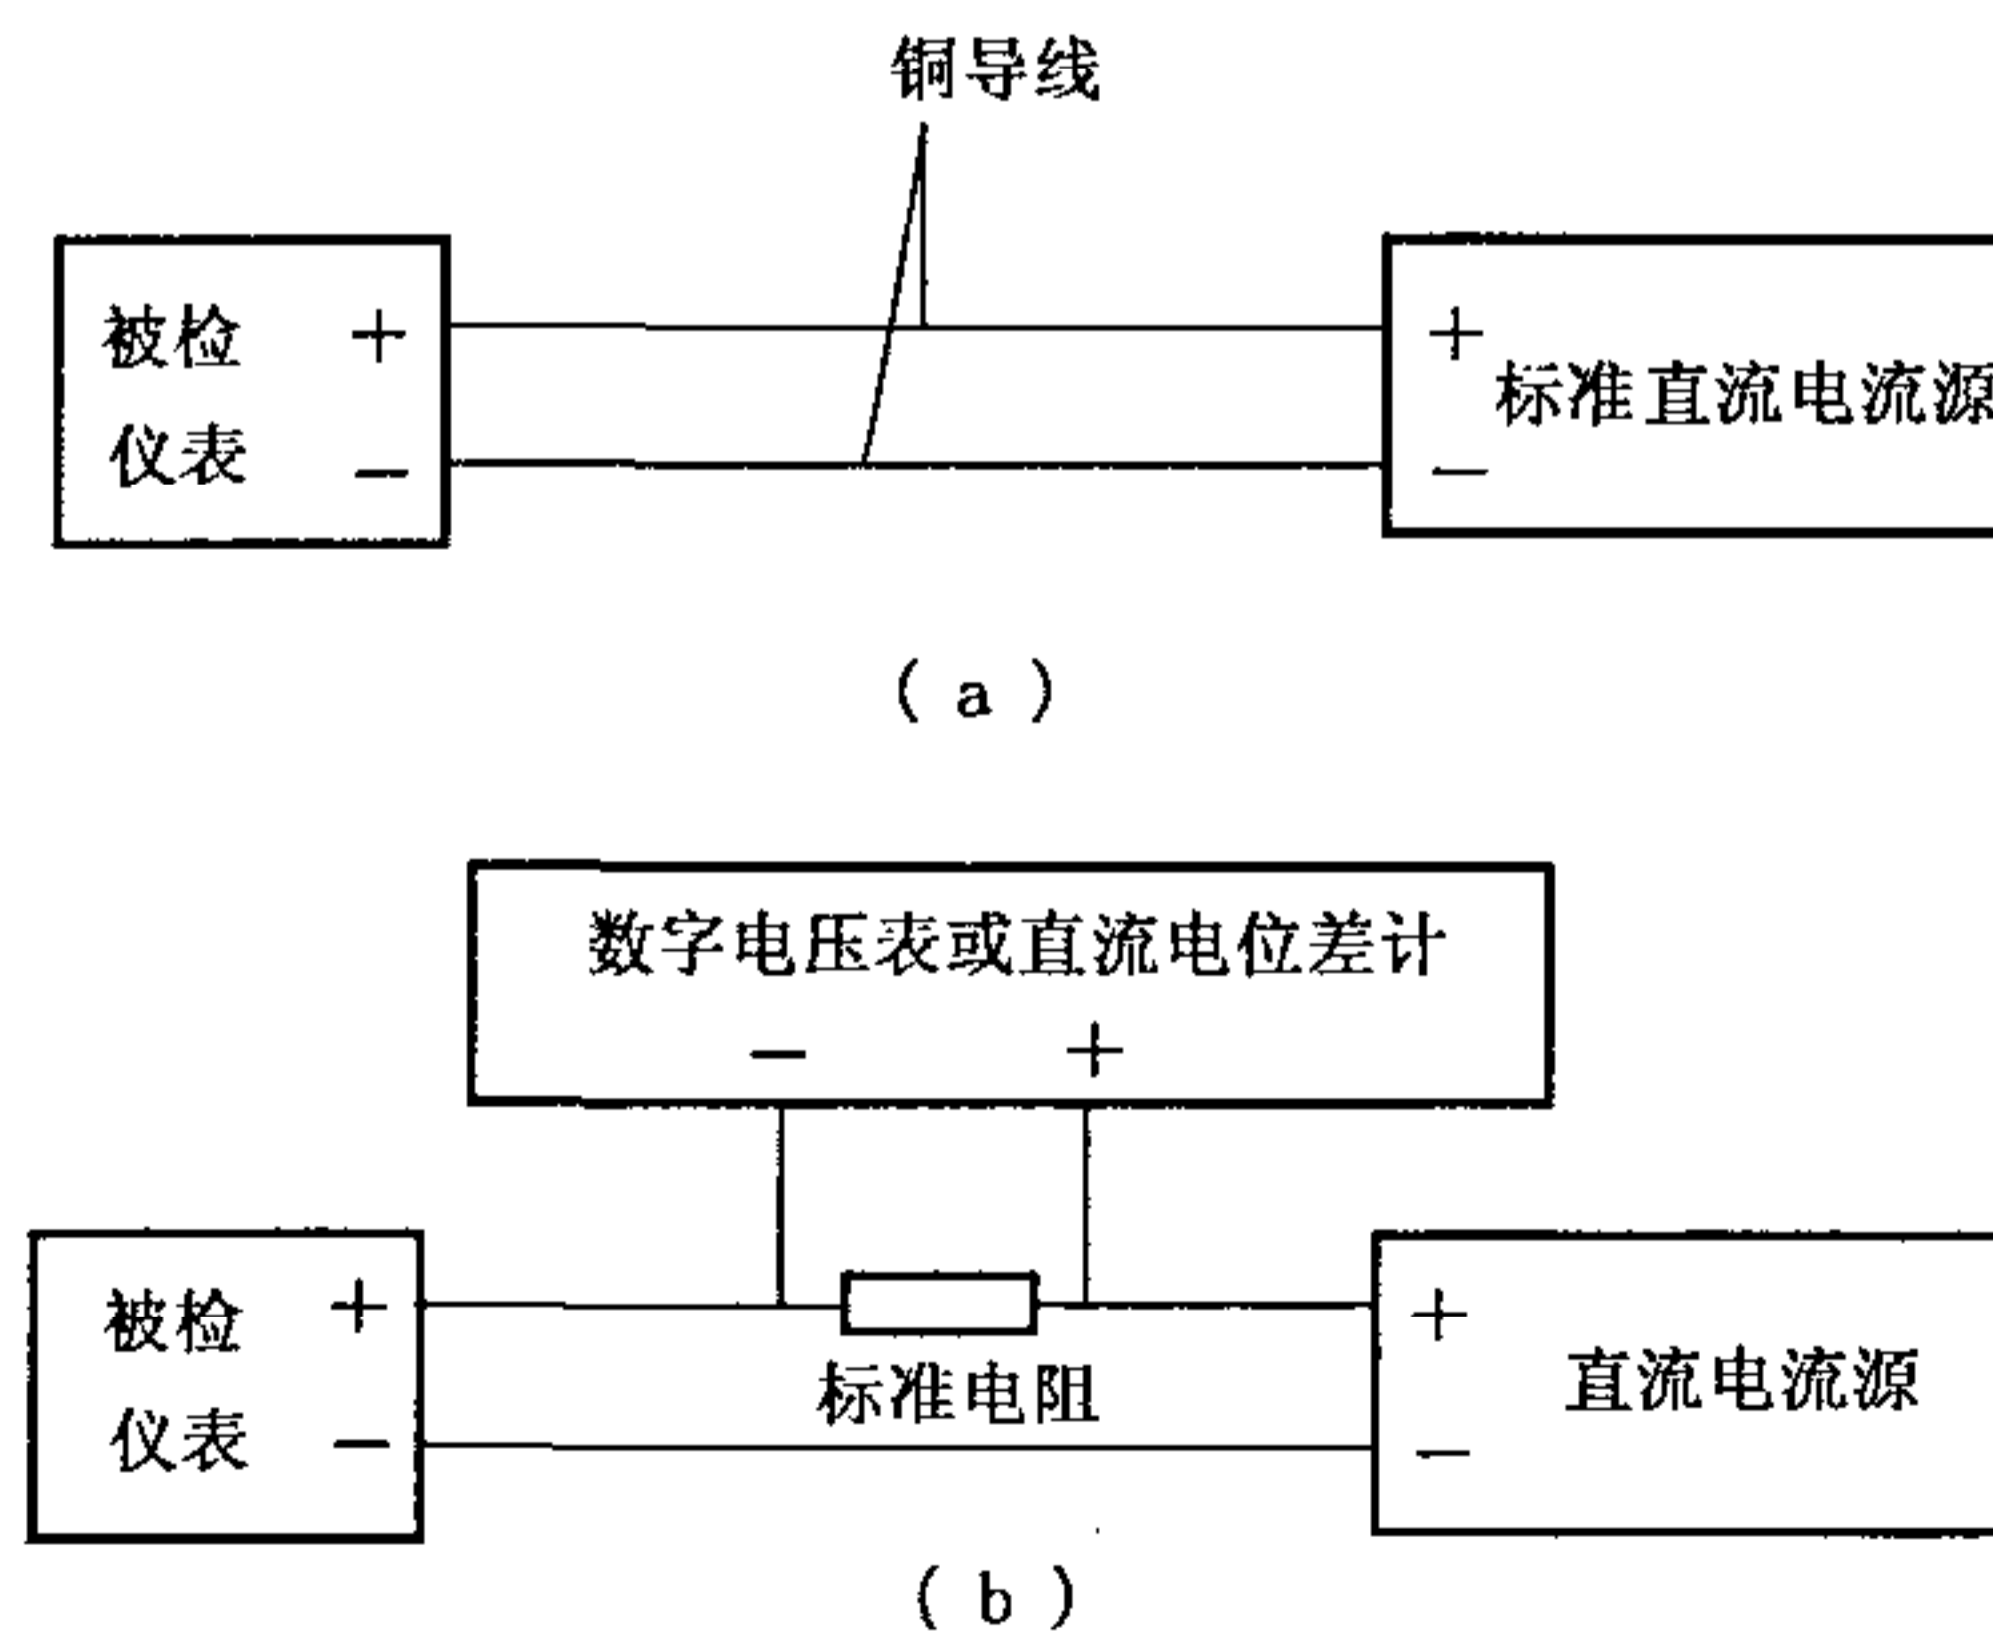 铜导线
被检 +
仪表 −
+
标准直流电流源
−
( a )
数字电压表或直流电位差计
− +
被检 +
仪表 −
标准电阻
+
直流电流源
−
( b )